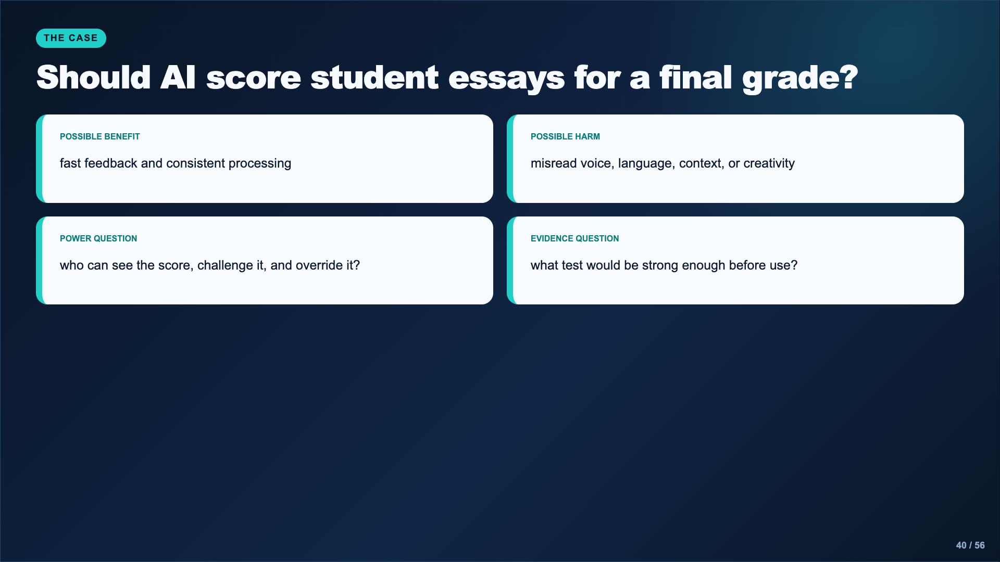 THE CASE
Should AI score student essays for a final grade?
POSSIBLE BENEFIT
fast feedback and consistent processing
POSSIBLE HARM
misread voice, language, context, or creativity
POWER QUESTION
who can see the score, challenge it, and override it?
EVIDENCE QUESTION
what test would be strong enough before use?
40 / 56